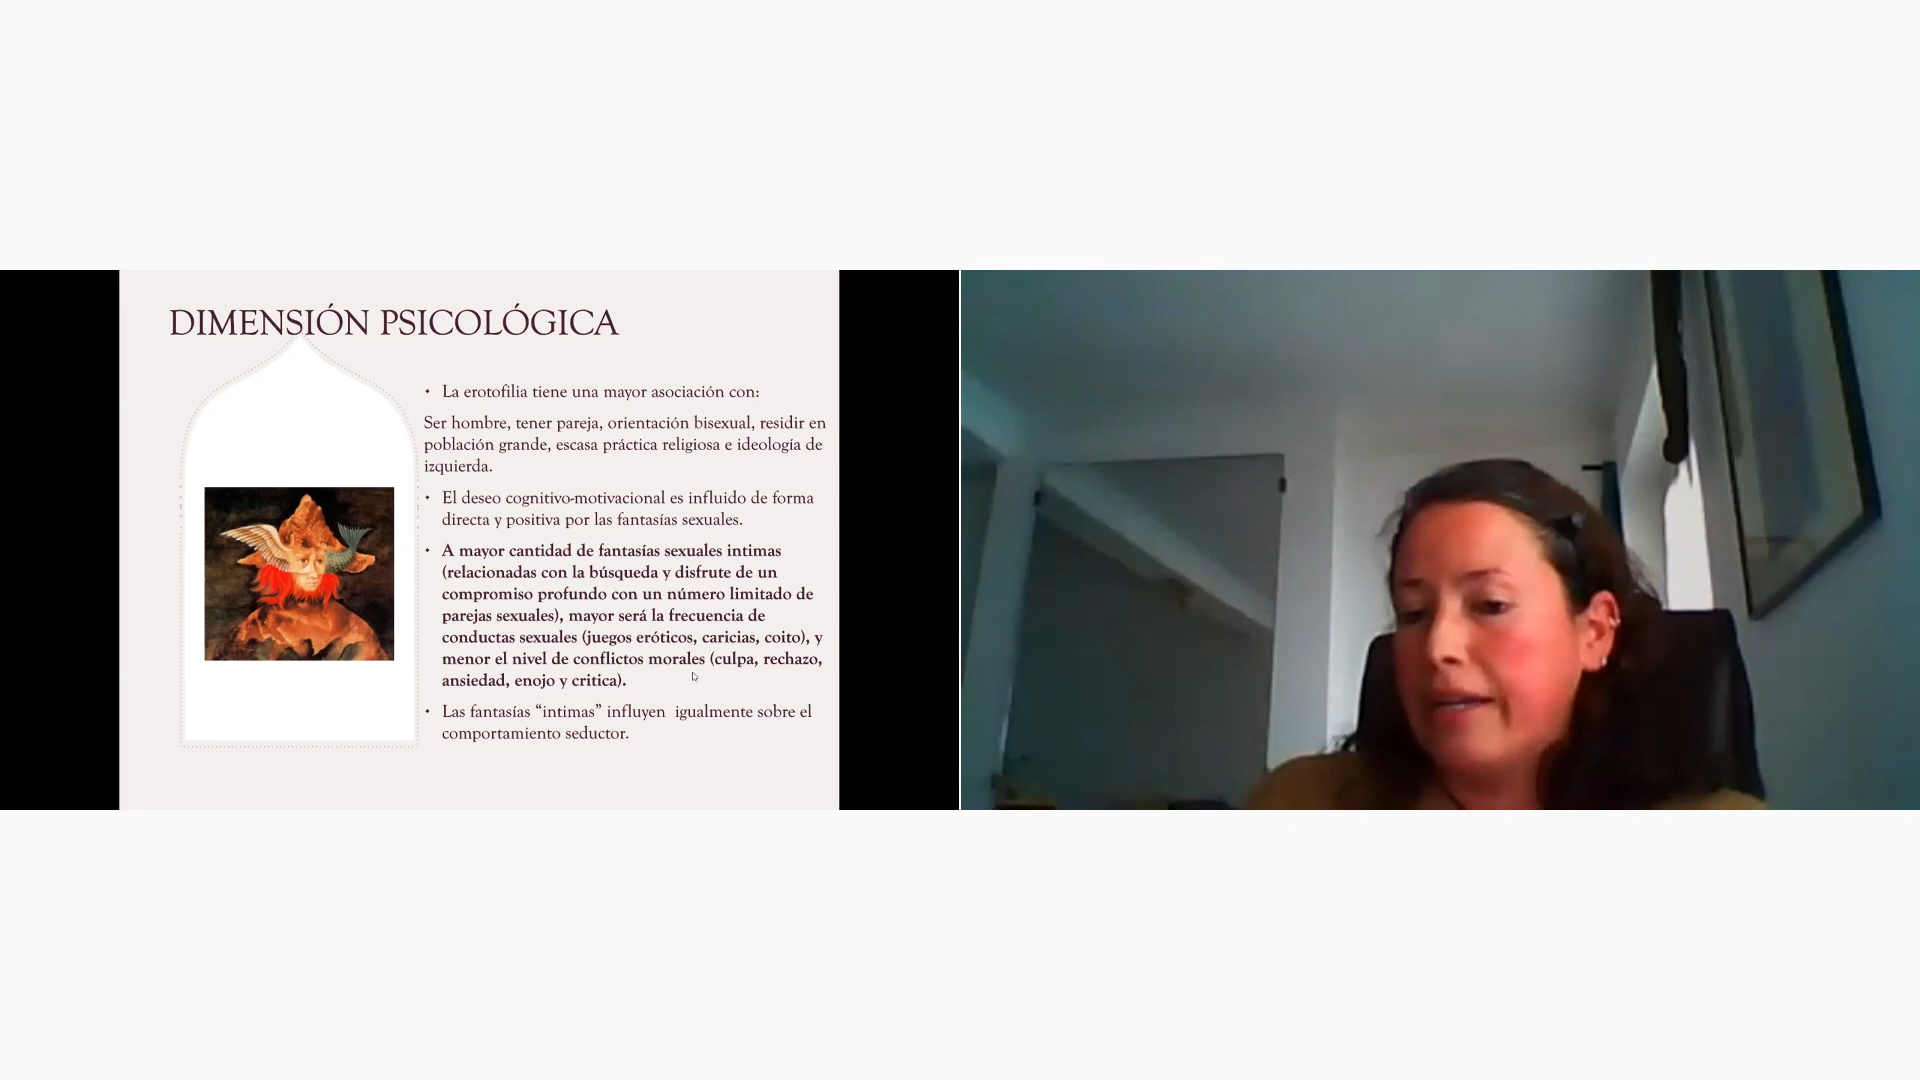 DIMENSIÓN PSICOLÓGICA
• La erotofilia tiene una mayor asociación con:
Ser hombre, tener pareja, orientación bisexual, residir en
población grande, escasa práctica religiosa e ideología de
izquierda.
• El deseo cognitivo-motivacional es influido de forma
directa y positiva por las fantasías sexuales.
• A mayor cantidad de fantasías sexuales intimas
(relacionadas con la búsqueda y disfrute de un
compromiso profundo con un número limitado de
parejas sexuales), mayor será la frecuencia de
conductas sexuales (juegos eróticos, caricias, coito), y
menor el nivel de conflictos morales (culpa, rechazo,
ansiedad, enojo y critica).
• Las fantasías “intimas” influyen igualmente sobre el
comportamiento seductor.